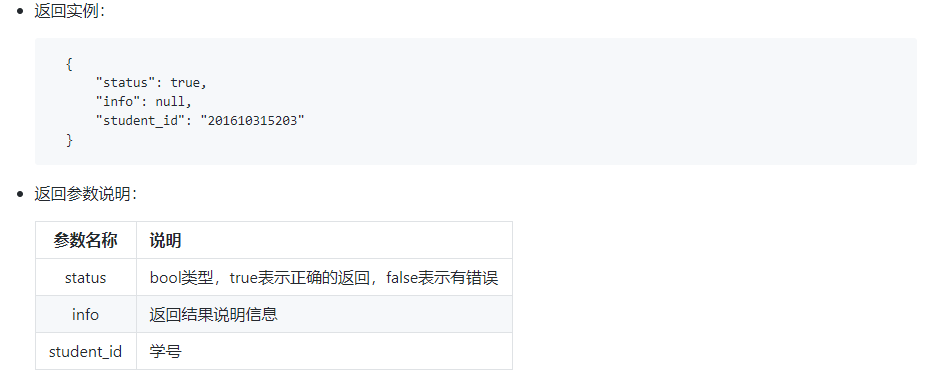 返回实例：
{
"status": true,
"info": null,
"student_id": "201610315203"
}
返回参数说明：
参数名称 说明
status bool类型，true表示正确的返回，false表示有错误
info 返回结果说明信息
student_id 学号